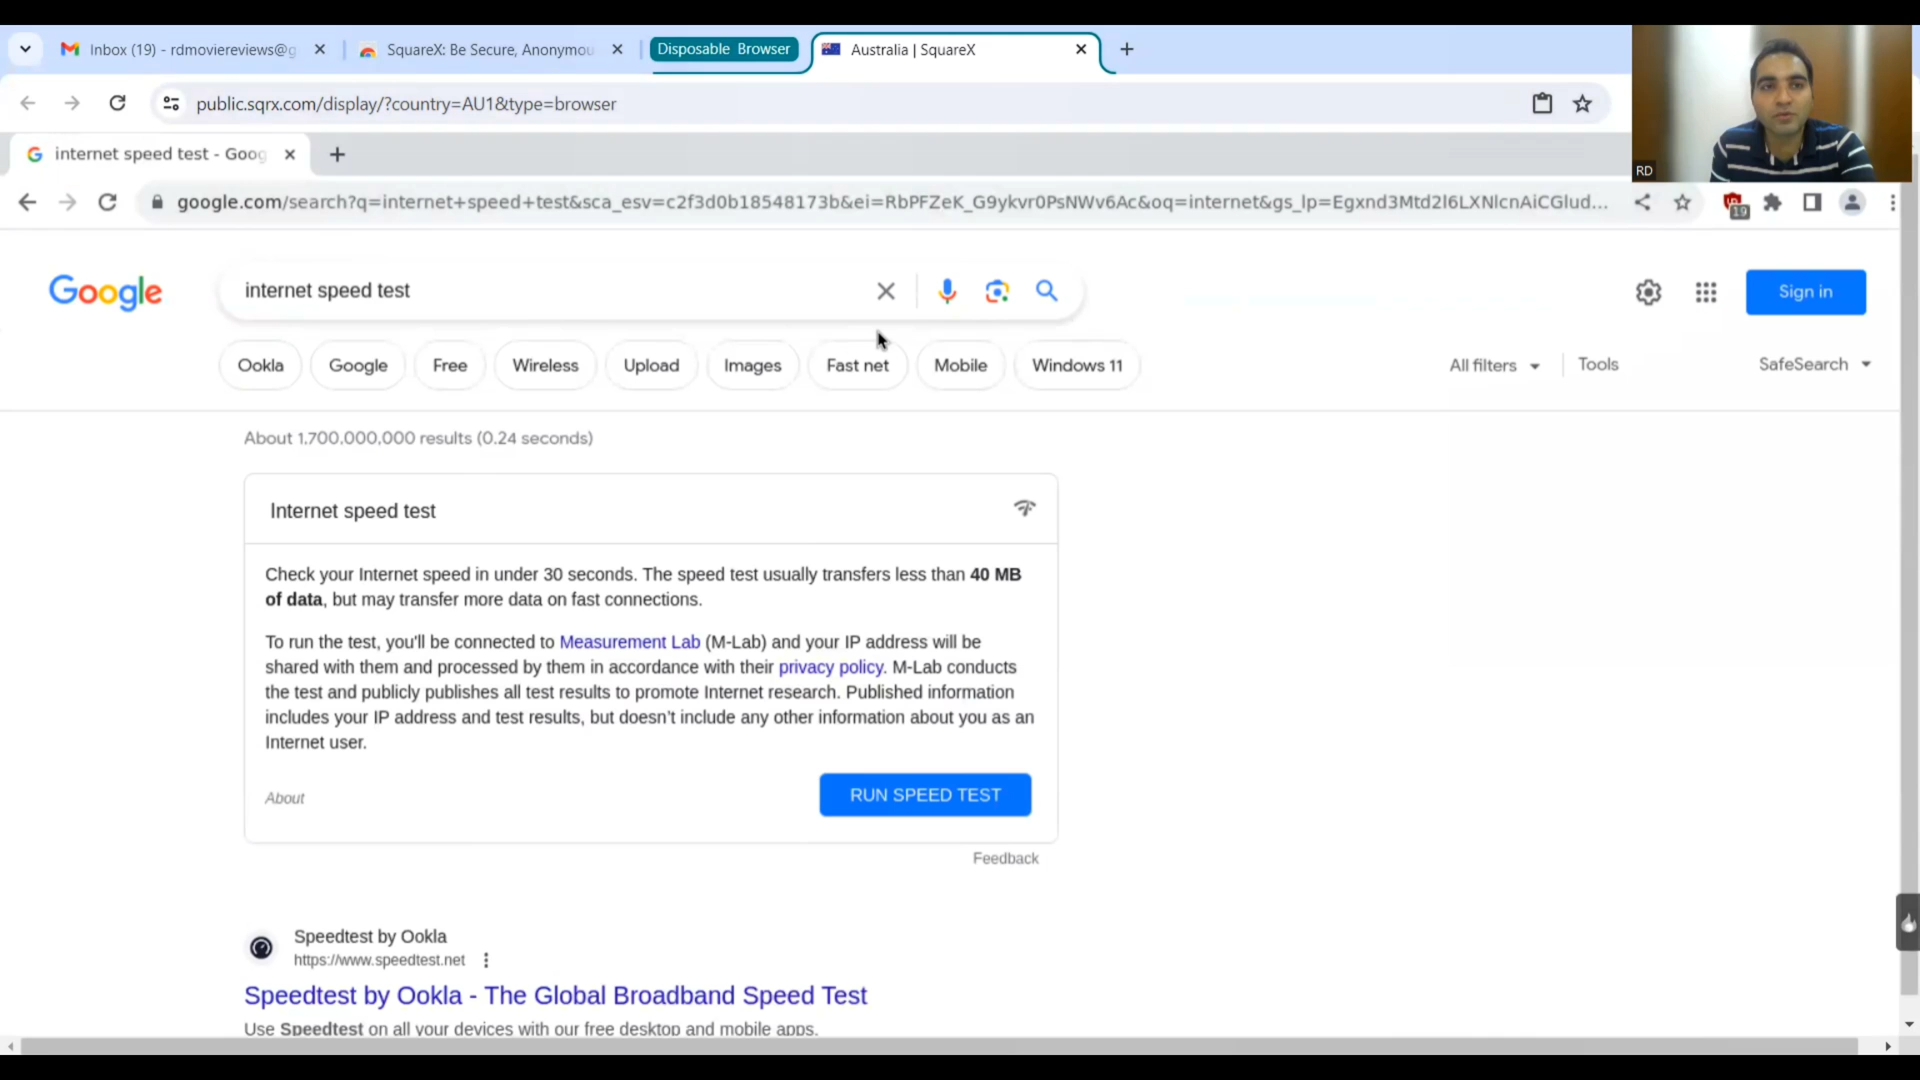 Inbox (19) - rdmoviereviews@g
SquareX: Be Secure, Anonymou
Disposable Browser
Australia | SquareX
public.sqrx.com/display/?country=AU1&type=browser
RD
internet speed test - Goog
google.com/search?q=internet+speed+test&sca_esv=c2f3d0b18548173b&ei=RbPFZeK_G9ykvr0PsNWv6Ac&oq=internet&gs_lp=Egxnd3Mtd2l6LXNlcnAiCGlud...
19
Google
internet speed test
Sign in
Ookla
Google
Free
Wireless
Upload
Images
Fast net
Mobile
Windows 11
All filters
Tools
SafeSearch
About 1,700,000,000 results (0.24 seconds)
Internet speed test
Check your Internet speed in under 30 seconds. The speed test usually transfers less than 40 MB
of data, but may transfer more data on fast connections.
To run the test, you'll be connected to Measurement Lab (M-Lab) and your IP address will be
shared with them and processed by them in accordance with their privacy policy. M-Lab conducts
the test and publicly publishes all test results to promote Internet research. Published information
includes your IP address and test results, but doesn't include any other information about you as an
Internet user.
About
RUN SPEED TEST
Feedback
Speedtest by Ookla
https://www.speedtest.net
Speedtest by Ookla - The Global Broadband Speed Test
Use Speedtest on all your devices with our free desktop and mobile apps.